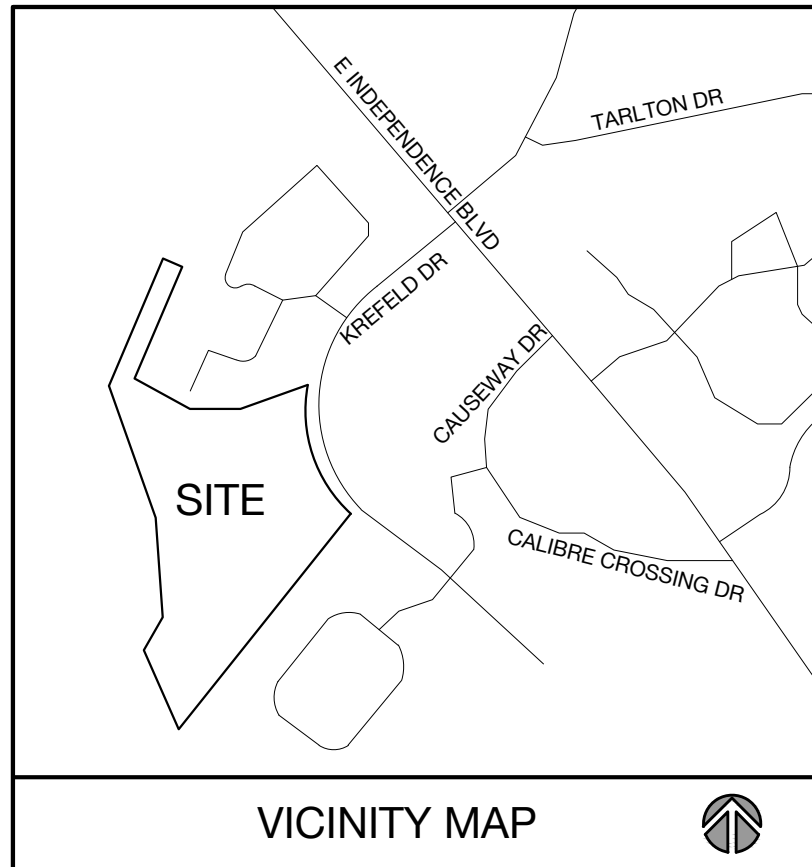 E INDEPENDENCE BLVD
TARLTON DR
KREFELD DR
CAUSEWAY DR
SITE
CALIBRE CROSSING DR
VICINITY MAP